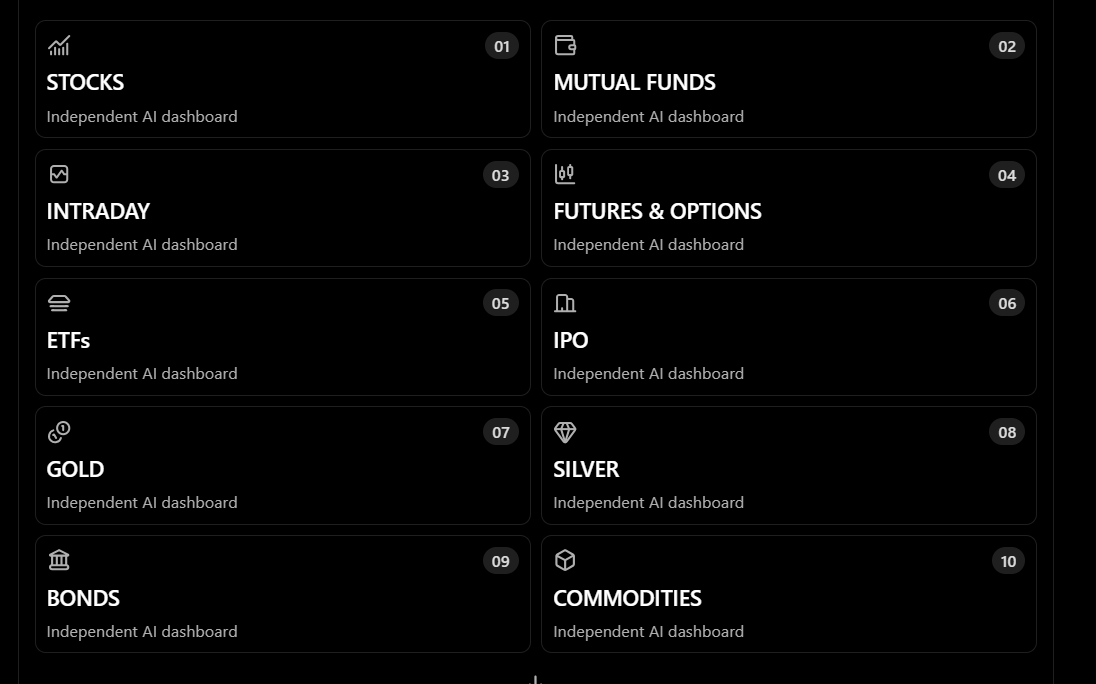 01
STOCKS
Independent AI dashboard
02
MUTUAL FUNDS
Independent AI dashboard
03
INTRADAY
Independent AI dashboard
04
FUTURES & OPTIONS
Independent AI dashboard
05
ETFs
Independent AI dashboard
06
IPO
Independent AI dashboard
07
GOLD
Independent AI dashboard
08
SILVER
Independent AI dashboard
09
BONDS
Independent AI dashboard
10
COMMODITIES
Independent AI dashboard